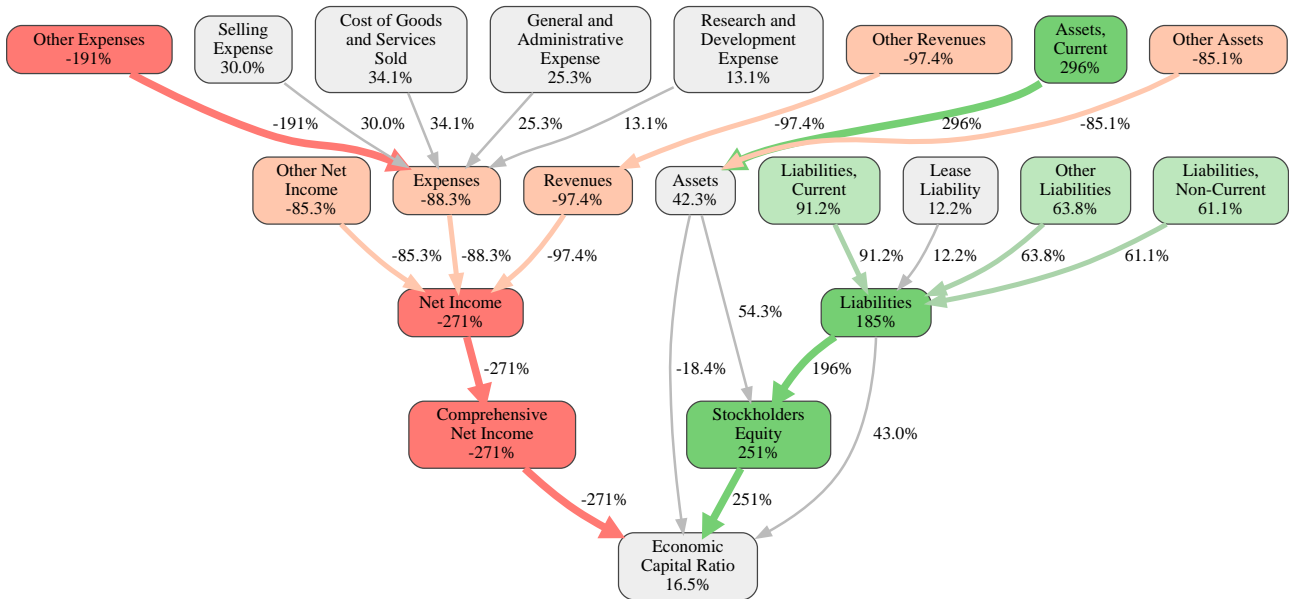 Other Expenses
-191%
Selling
Expense
30.0%
Cost of Goods
and Services
Sold
34.1%
General and
Administrative
Expense
25.3%
Research and
Development
Expense
13.1%
Other Revenues
-97.4%
Assets,
Current
296%
Other Assets
-85.1%
-191%
30.0%
34.1%
25.3%
13.1%
-97.4%
296%
-85.1%
Other Net
Income
-85.3%
Expenses
-88.3%
Revenues
-97.4%
Assets
42.3%
Liabilities,
Current
91.2%
Lease
Liability
12.2%
Other
Liabilities
63.8%
Liabilities,
Non-Current
61.1%
-85.3%
-88.3%
-97.4%
91.2%
12.2%
63.8%
61.1%
Net Income
-271%
54.3%
Liabilities
185%
-271%
-18.4%
196%
Comprehensive
Net Income
-271%
Stockholders
Equity
251%
43.0%
-271%
251%
Economic
Capital Ratio
16.5%